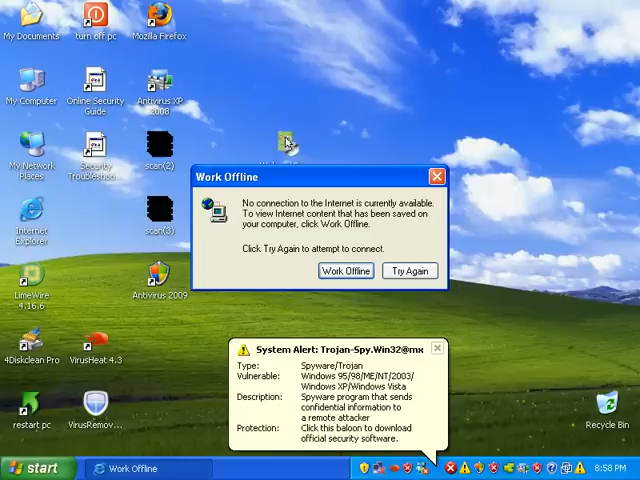 My Documents
turn off pc
Mozilla Firefox
My Computer
Online Security
Guide
Antivirus XP
2008
My Network
Places
Security
Troubleshoo...
scan(2)
Internet
Explorer
scan(3)
LimeWire
4.16.6
Antivirus 2009
4Diskclean Pro
VirusHeat 4.3
restart pc
VirusRemov...
Recycle Bin
Work Offline
No connection to the Internet is currently available.
To view Internet content that has been saved on
your computer, click Work Offline.
Click Try Again to attempt to connect.
Work Offline
Try Again
System Alert: Trojan-Spy.Win32@mx
Type: Spyware/Trojan
Vulnerable: Windows 95/98/ME/NT/2003/
Windows XP/Windows Vista
Description: Spyware program that sends
confidential information to
a remote attacker
Protection: Click this baloon to download
official security software.
start
Work Offline
8:58 PM